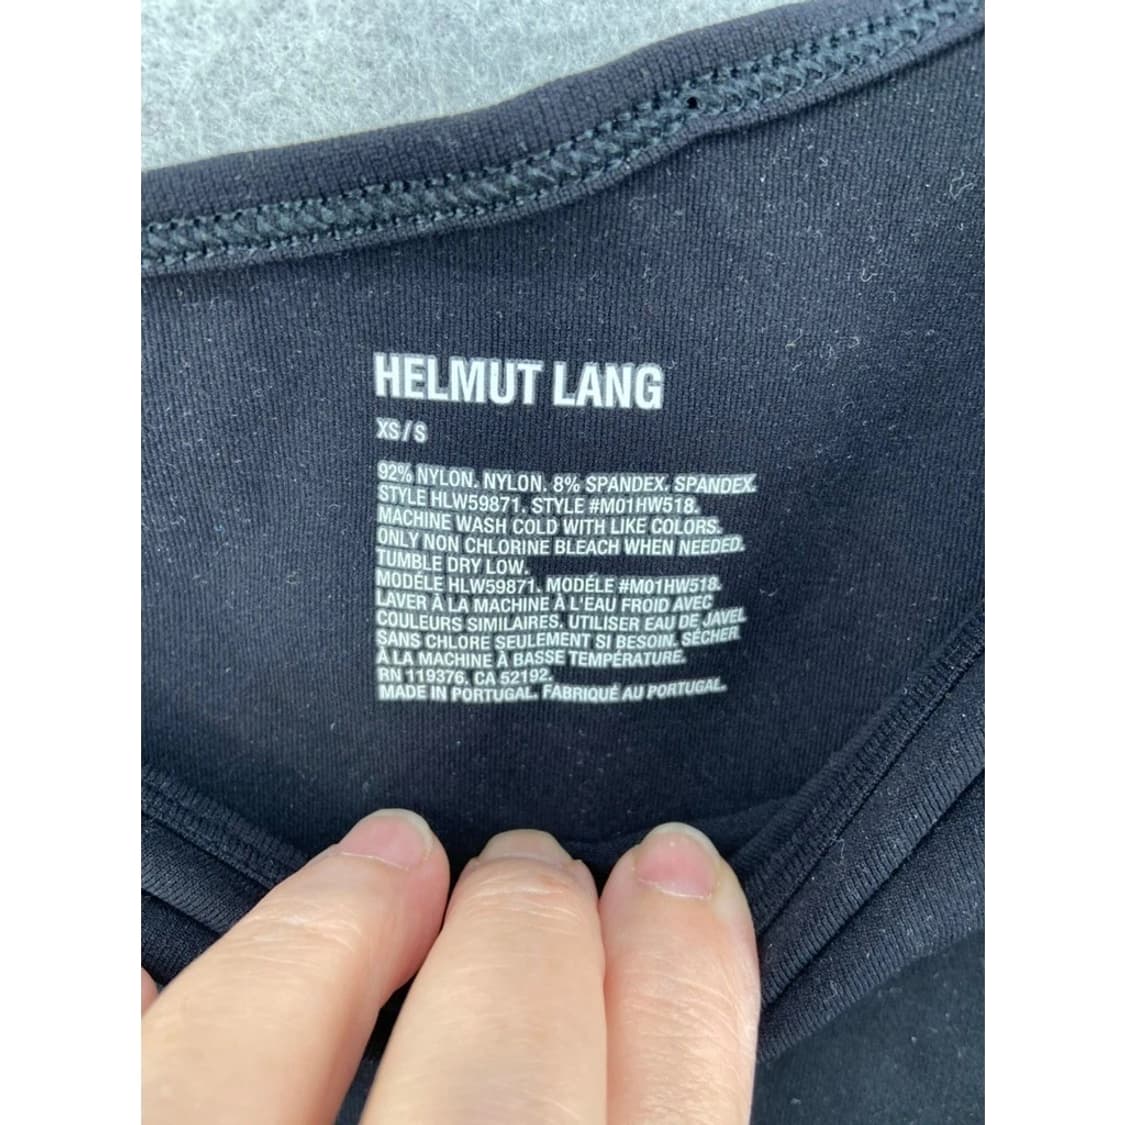 HELMUT LANG
XS/S
92% NYLON. NYLON. 8% SPANDEX. SPANDEX.
STYLE HLW59871. STYLE #M01HW518.
MACHINE WASH COLD WITH LIKE COLORS.
ONLY NON CHLORINE BLEACH WHEN NEEDED.
TUMBLE DRY LOW.
MODÉLE HLW59871. MODÉLE #M01HW518.
LAVER À LA MACHINE À L'EAU FROID AVEC
COULEURS SIMILAIRES. UTILISER EAU DE JAVEL
SANS CHLORE SEULEMENT SI BESOIN. SÉCHER
À LA MACHINE À BASSE TEMPÉRATURE.
RN 119376. CA 52192.
MADE IN PORTUGAL. FABRIQUÉ AU PORTUGAL.